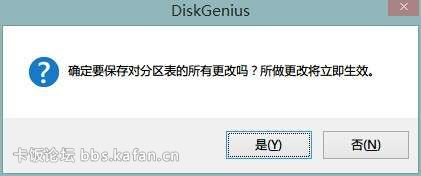 DiskGenius
确定要保存对分区表的所有更改吗？所做更改将立即生效。
是(Y)
否(N)
卡饭论坛 bbs.kafan.cn